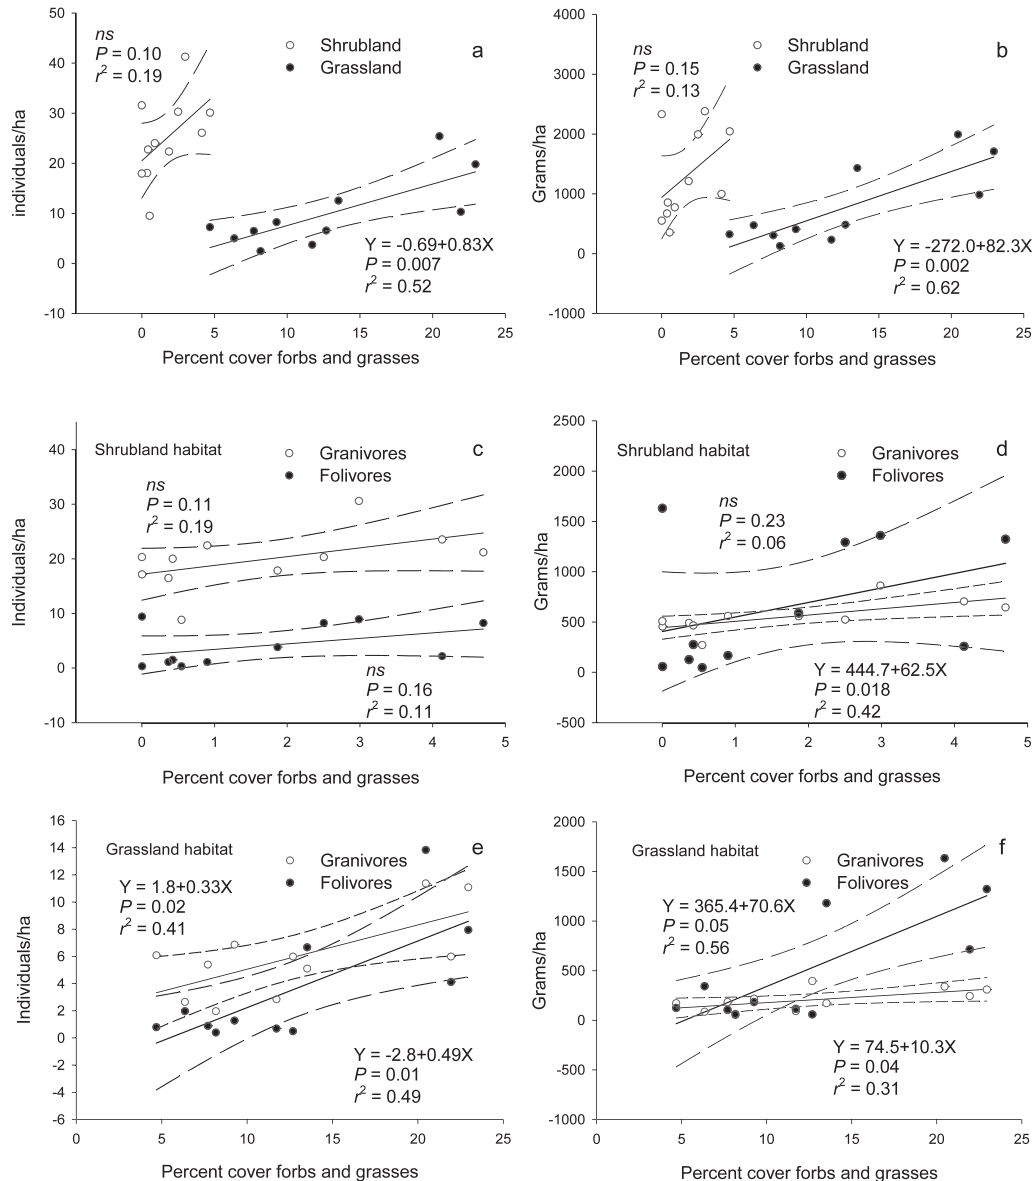 a
ns
P = 0.10
r² = 0.19
Shrubland
Grassland
Y = -0.69+0.83X
P = 0.007
r² = 0.52
individuals/ha
50
40
30
20
10
0
-10
0 5 10 15 20 25
Percent cover forbs and grasses
b
ns
P = 0.15
r² = 0.13
Shrubland
Grassland
Y = -272.0+82.3X
P = 0.002
r² = 0.62
Grams/ha
4000
3000
2000
1000
0
-1000
0 5 10 15 20 25
Percent cover forbs and grasses
Shrubland habitat
c
Granivores
Folivores
ns
P = 0.11
r² = 0.19
ns
P = 0.16
r² = 0.11
Individuals/ha
40
30
20
10
0
-10
0 1 2 3 4 5
Percent cover forbs and grasses
Shrubland habitat
d
Granivores
Folivores
ns
P = 0.23
r² = 0.06
Y = 444.7+62.5X
P = 0.018
r² = 0.42
Grams/ha
2500
2000
1500
1000
500
0
-500
0 1 2 3 4 5
Percent cover forbs and grasses
Grassland habitat
e
Granivores
Folivores
Y = 1.8+0.33X
P = 0.02
r² = 0.41
Y = -2.8+0.49X
P = 0.01
r² = 0.49
Individuals/ha
16
14
12
10
8
6
4
2
0
-2
-4
-6
0 5 10 15 20 25
Percent cover forbs and grasses
Grassland habitat
f
Granivores
Folivores
Y = 365.4+70.6X
P = 0.05
r² = 0.56
Y = 74.5+10.3X
P = 0.04
r² = 0.31
Grams/ha
2000
1500
1000
500
0
-500
-1000
0 5 10 15 20 25
Percent cover forbs and grasses